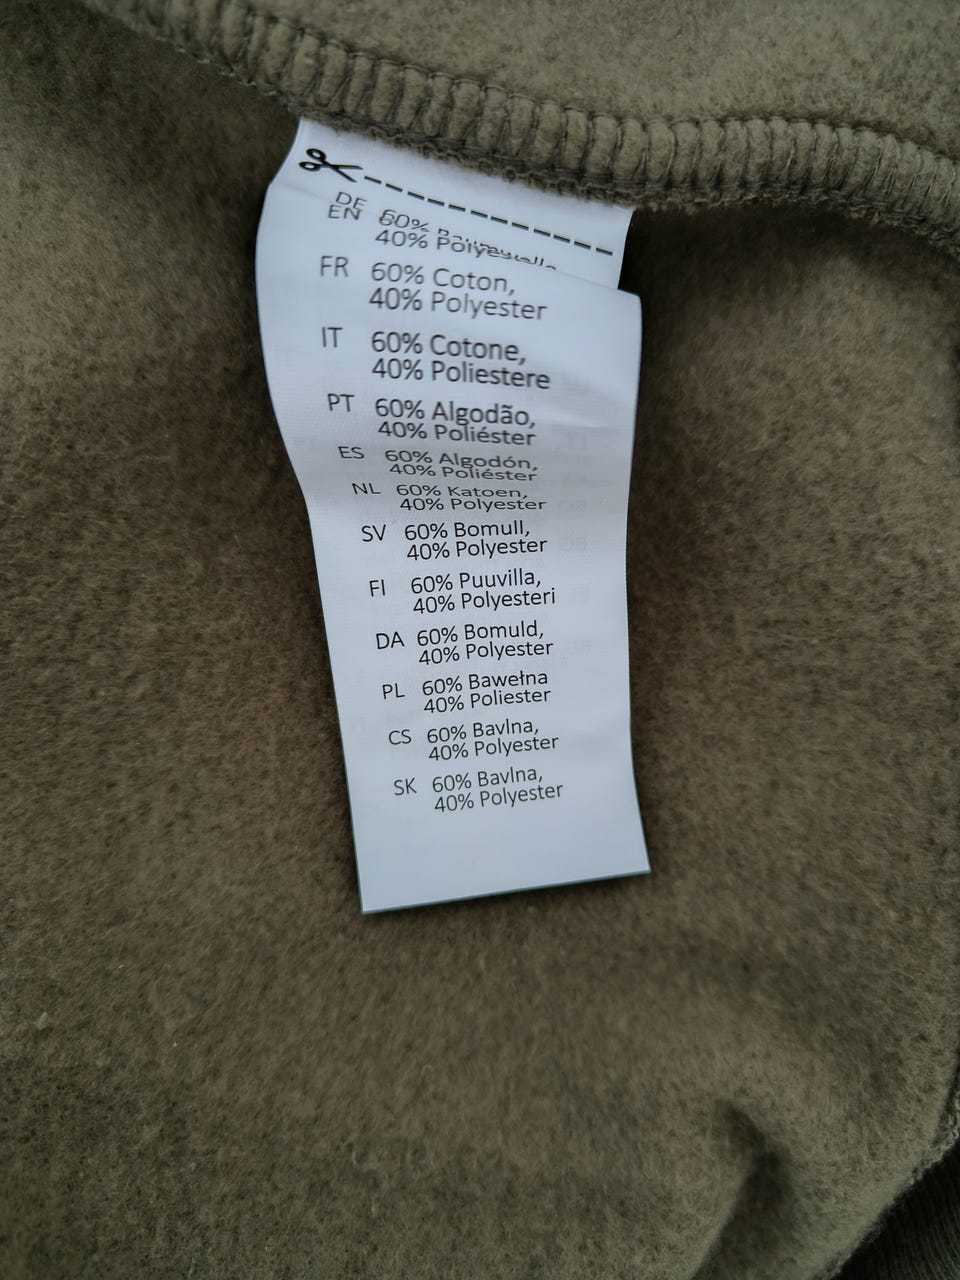 DE
EN 60%
40%
FR 60% Coton,
40% Polyester
IT 60% Cotone,
40% Poliestere
PT 60% Algodão,
40% Poliéster
ES 60% Algodón,
40% Poliéster
NL 60% Katoen,
40% Polyester
SV 60% Bomull,
40% Polyester
FI 60% Puuvilla,
40% Polyesteri
DA 60% Bomuld,
40% Polyester
PL 60% Bawełna
40% Poliester
CS 60% Bavlna,
40% Polyester
SK 60% Bavlna,
40% Polyester